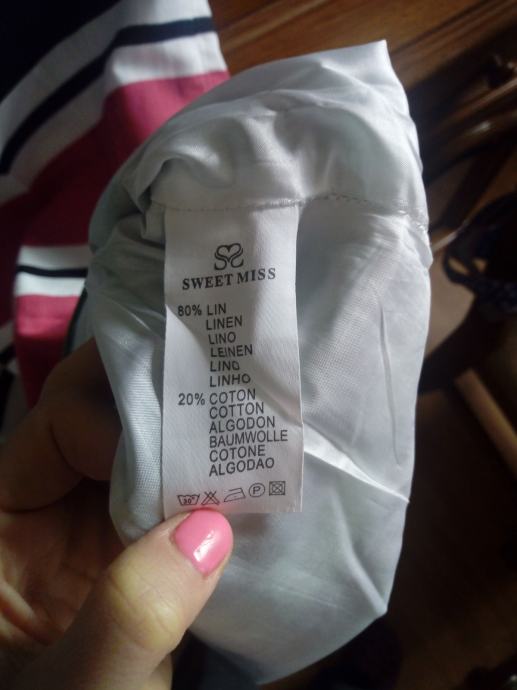 SWEET MISS
80% LIN
LINEN
LINO
LEINEN
LINO
LINHO
20% COTON
COTTON
ALGODON
BAUMWOLLE
COTONE
ALGODAO
30° P